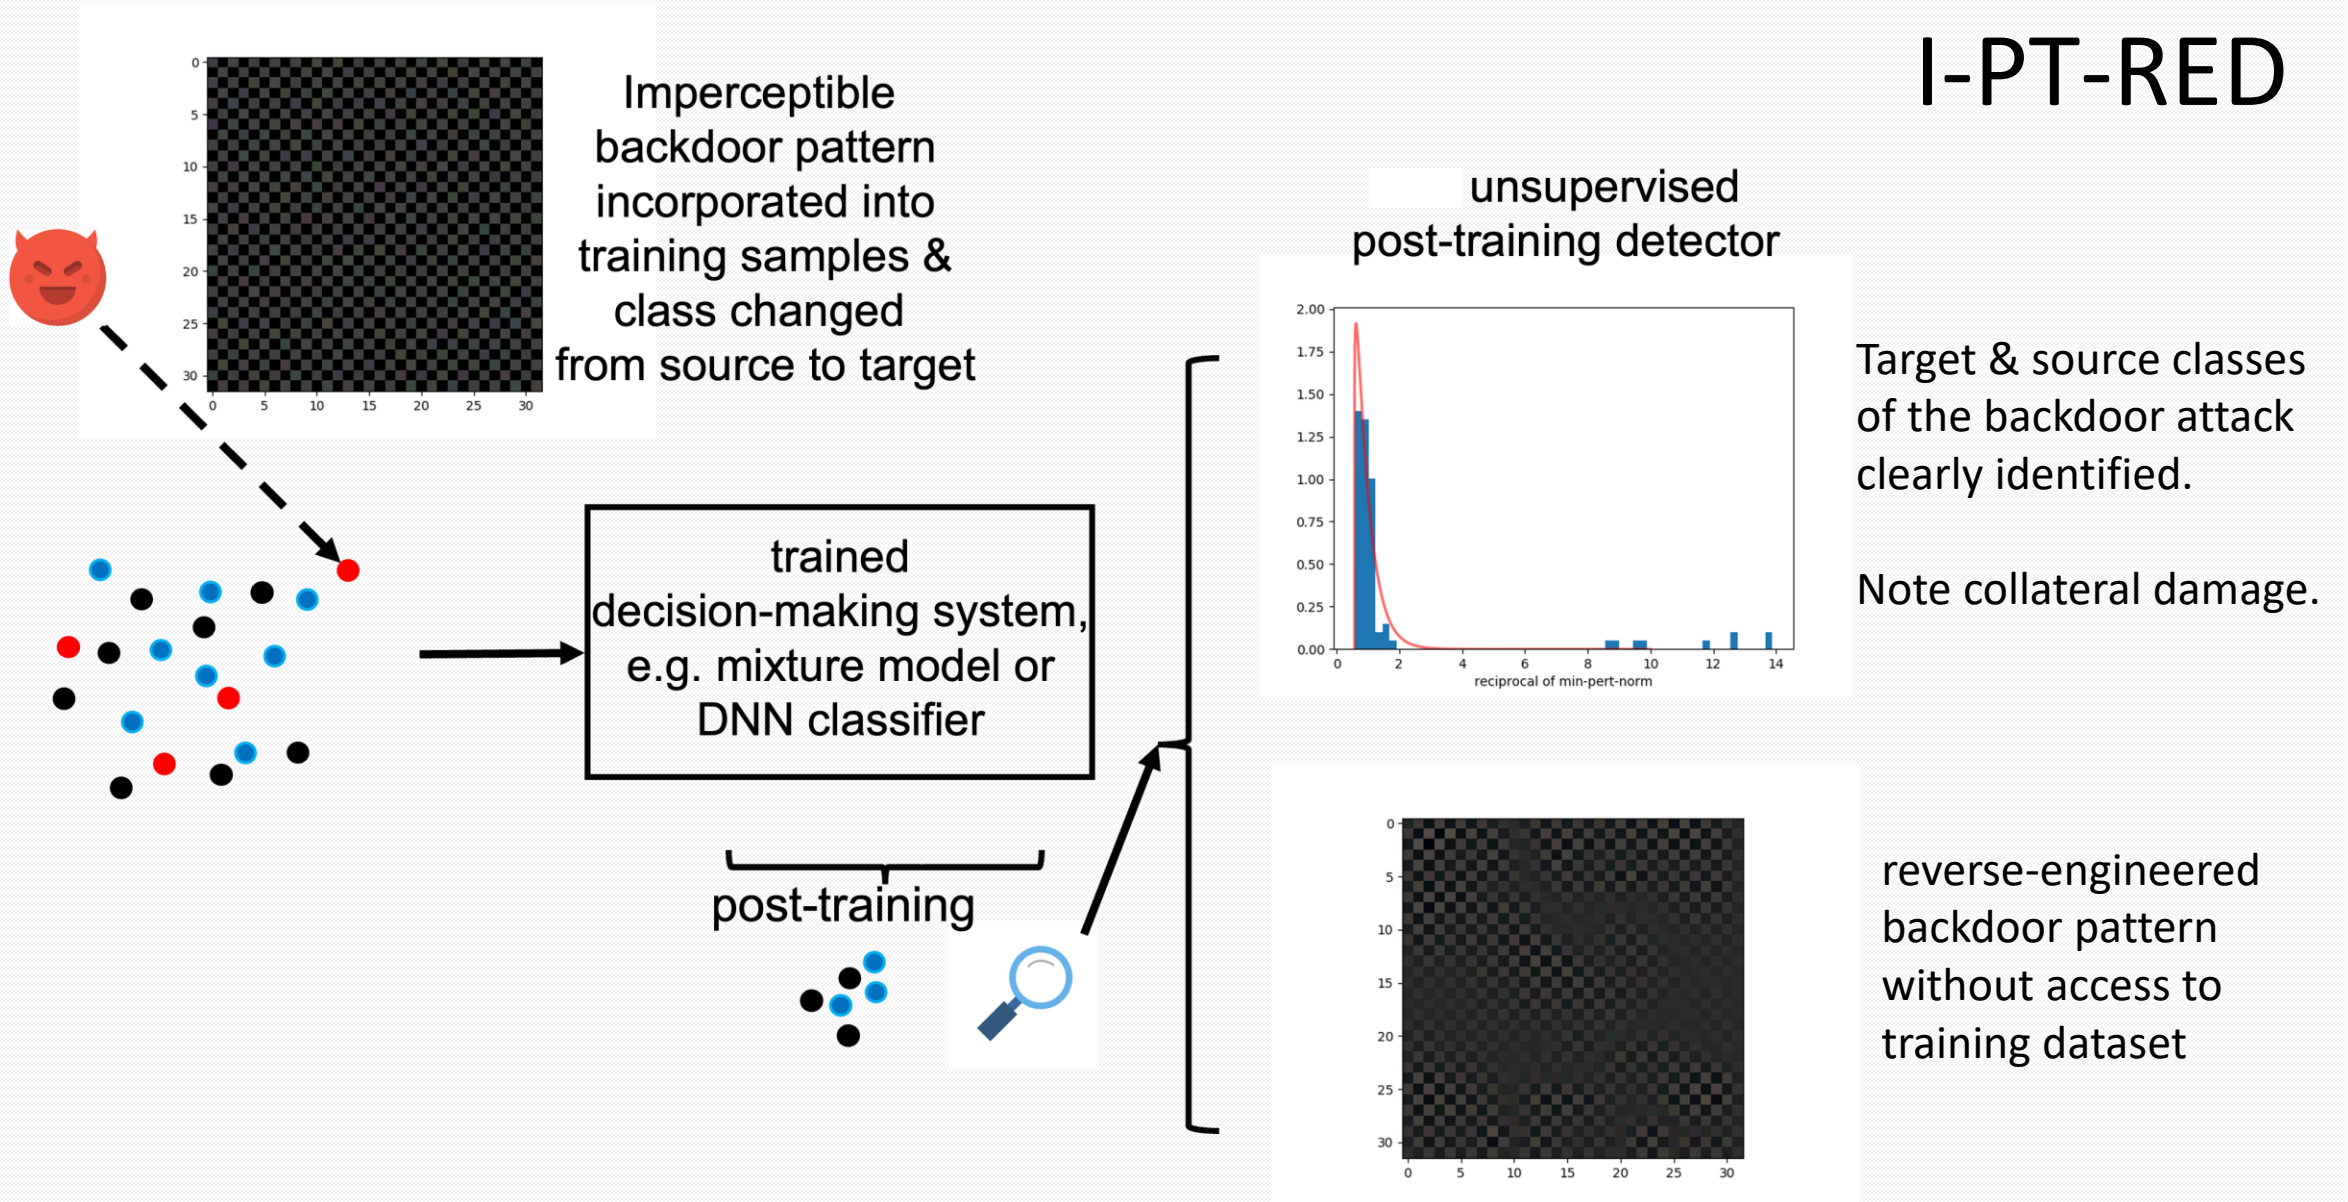 I-PT-RED
0
5
10
15
20
25
30
0 5 10 15 20 25 30
Imperceptible
backdoor pattern
incorporated into
training samples &
class changed
from source to target
trained
decision-making system,
e.g. mixture model or
DNN classifier
post-training
unsupervised
post-training detector
2.00
1.75
1.50
1.25
1.00
0.75
0.50
0.25
0.00
0 2 4 6 8 10 12 14
reciprocal of min-pert-norm
Target & source classes
of the backdoor attack
clearly identified.
Note collateral damage.
0
5
10
15
20
25
30
0 5 10 15 20 25 30
reverse-engineered
backdoor pattern
without access to
training dataset